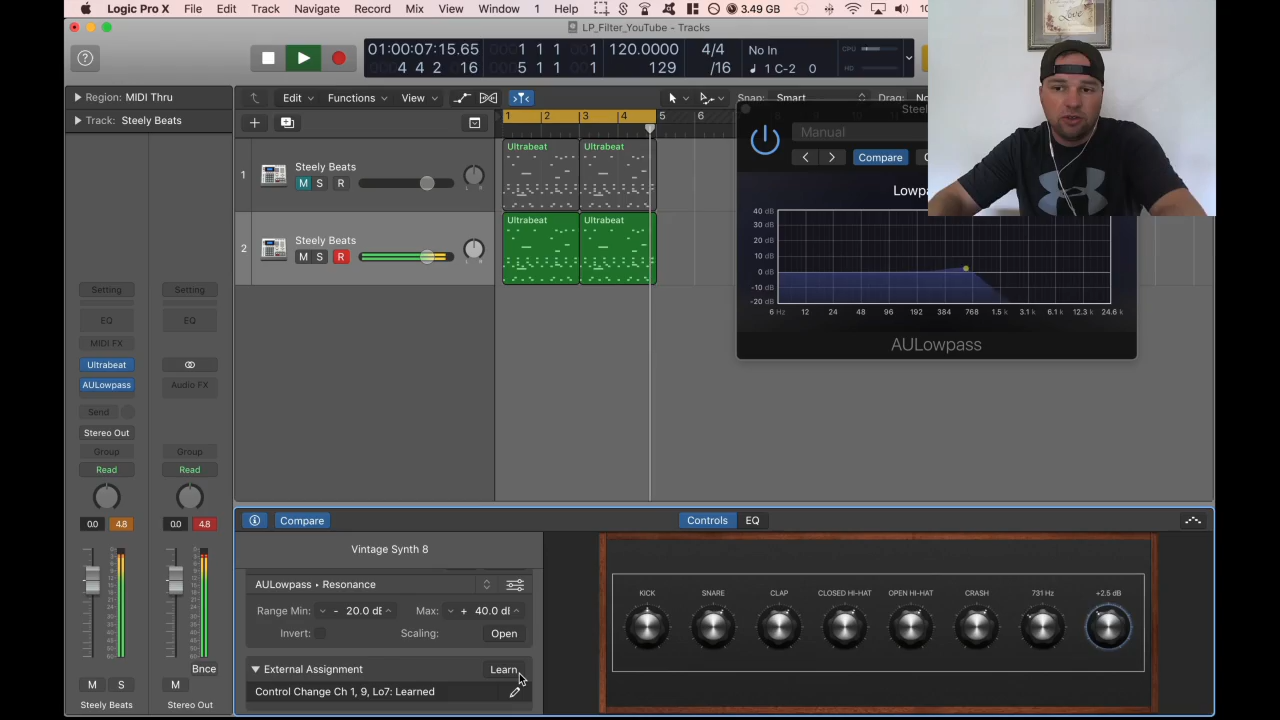 Logic Pro X File Edit Track Navigate Record Mix View Window 1 Help 3.49 GB
LP_Filter_YouTube - Tracks
01:00:07:15.65 1 1 1 120.0000 4/4 No In CPU
4 4 2 16 5 1 1 1 129 /16 1 C-2 0 HD
Region: MIDI Thru Edit Functions View Snap: Smart Drag:
Track: Steely Beats 1 2 3 4 5 6
Manual
1 Steely Beats Ultrabeat Ultrabeat
M S R Compare
2 Steely Beats Ultrabeat Ultrabeat
M S R
40 dB
30 dB
20 dB
10 dB
0 dB
-10 dB
-20 dB
6 Hz 12 24 48 96 192 384 768 1.5 k 3.1 k 6.1 k 12.3 k 24.6 k
AULowpass
Setting Setting
EQ EQ
MIDI FX
Ultrabeat
AULowpass Audio FX
Send
Stereo Out
Group Group
Read Read
0.0 4.8 0.0 4.8
Bnce
M S M
Steely Beats Stereo Out
Compare Controls EQ
Vintage Synth 8
AULowpass • Resonance
Range Min: - 20.0 dB Max: + 40.0 dB
Invert: Scaling: Open
External Assignment Learn
Control Change Ch 1, 9, Lo7: Learned
KICK SNARE CLAP CLOSED HI-HAT OPEN HI-HAT CRASH 731 Hz +2.5 dB